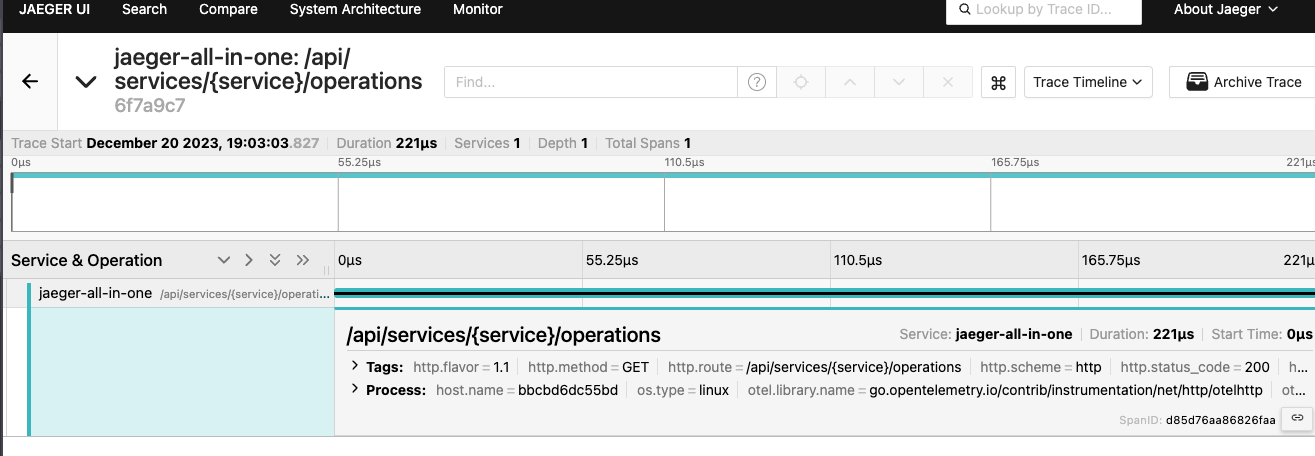 JAEGER UI Search Compare System Architecture Monitor Lookup by Trace ID... About Jaeger
jaeger-all-in-one: /api/
services/{service}/operations
6f7a9c7
Find... Trace Timeline Archive Trace
Trace Start December 20 2023, 19:03:03.827 Duration 221μs Services 1 Depth 1 Total Spans 1
0μs 55.25μs 110.5μs 165.75μs 221μs
Service & Operation 0μs 55.25μs 110.5μs 165.75μs 221μ
jaeger-all-in-one /api/services/{service}/operati...
/api/services/{service}/operations Service: jaeger-all-in-one Duration: 221μs Start Time: 0μs
Tags: http.flavor = 1.1 http.method = GET http.route = /api/services/{service}/operations http.scheme = http http.status_code = 200 h...
Process: host.name = bbcbd6dc55bd os.type = linux otel.library.name = go.opentelemetry.io/contrib/instrumentation/net/http/otelhttp ot...
SpanID: d85d76aa86826faa